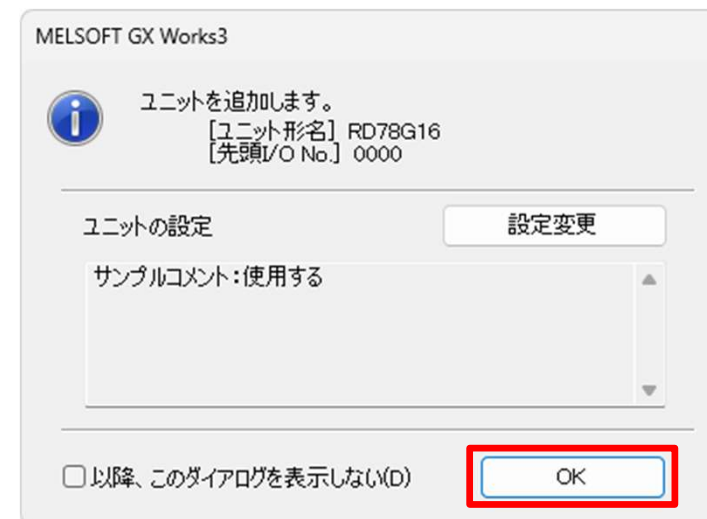 MELSOFT GX Works3
ユニットを追加します。
[ユニット形名] RD78G16
[先頭I/O No.] 0000
ユニットの設定
設定変更
サンプルコメント:使用する
以降、このダイアログを表示しない(D)
OK